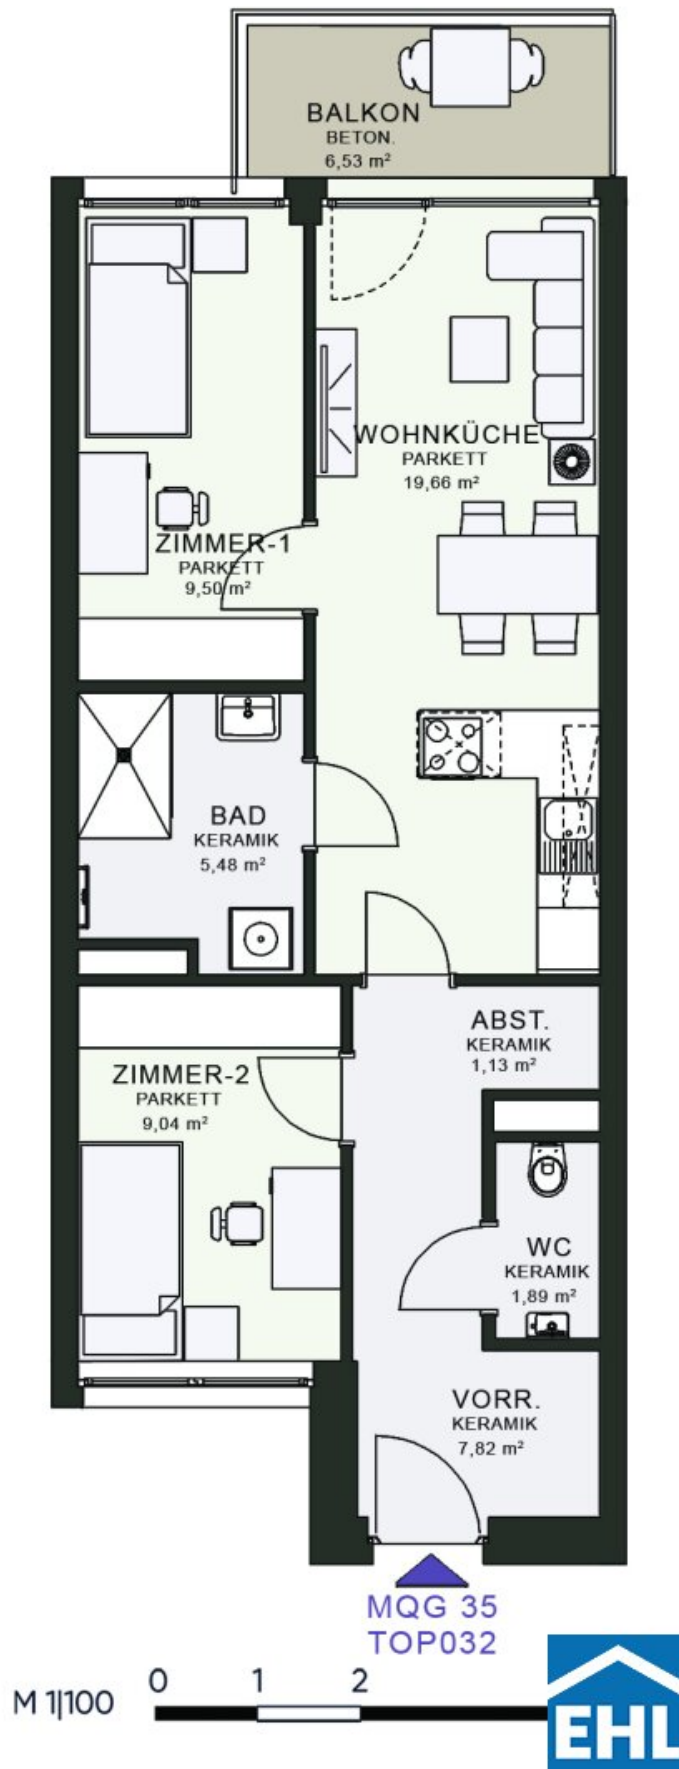 BALKON
BETON.
6,53 m²
WOHNKÜCHE
PARKETT
19,66 m²
ZIMMER-1
PARKETT
9,50 m²
BAD
KERAMIK
5,48 m²
ABST.
KERAMIK
1,13 m²
ZIMMER-2
PARKETT
9,04 m²
WC
KERAMIK
1,89 m²
VORR.
KERAMIK
7,82 m²
MQG 35
TOP032
M 1|100 0 1 2
EHL